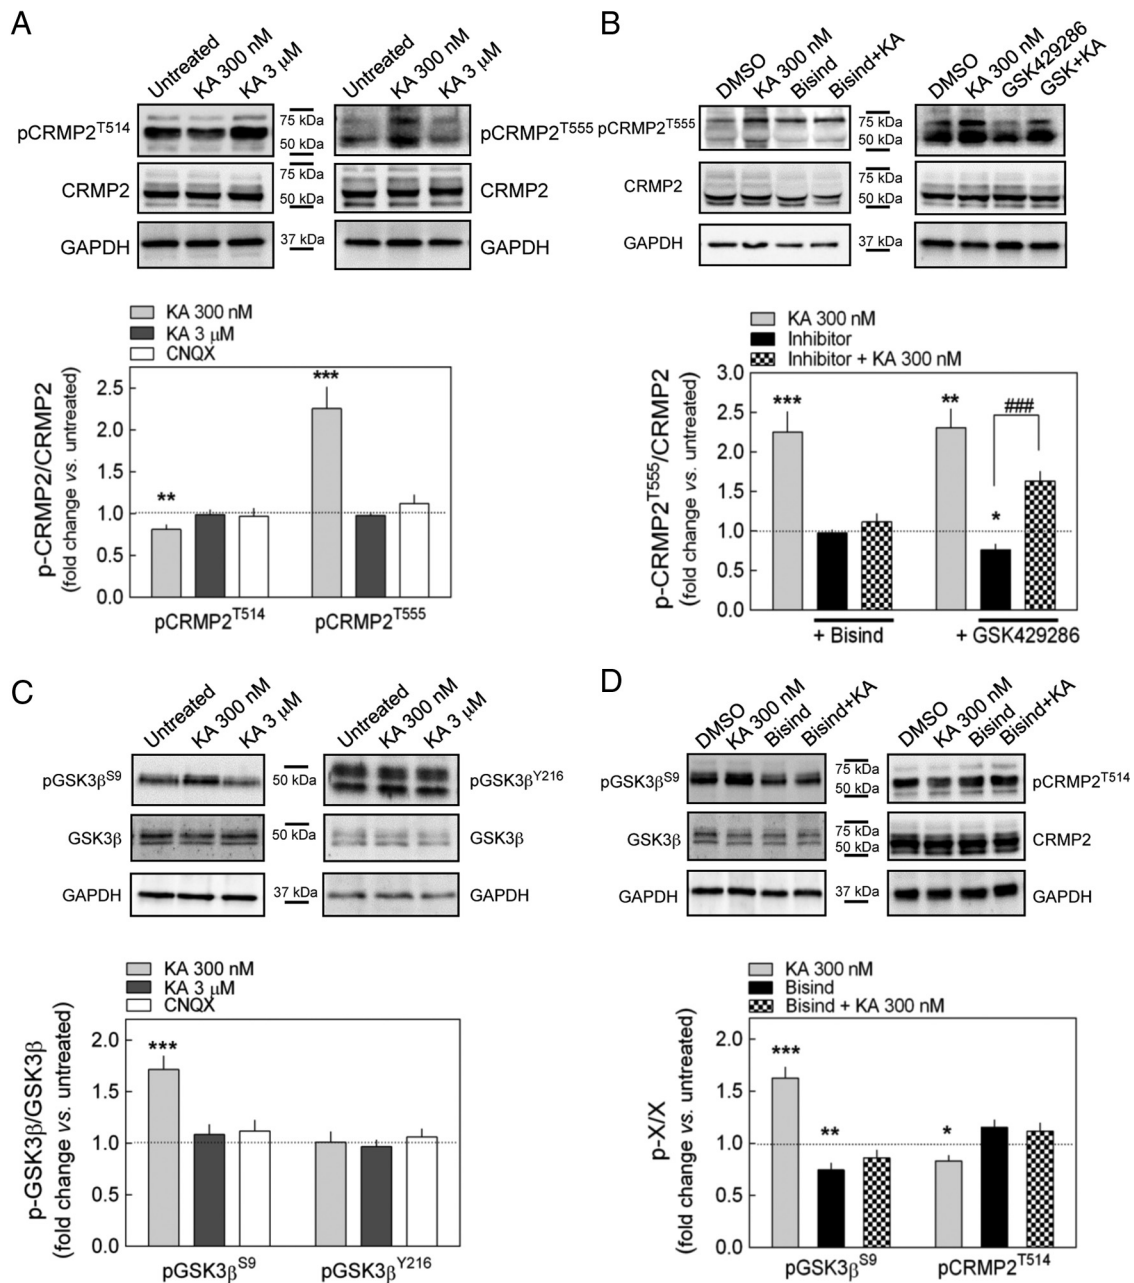 A
Untreated
KA 300 nM
KA 3 µM
Untreated
KA 300 nM
KA 3 µM
pCRMP2T514
75 kDa
50 kDa
pCRMP2T555
CRMP2
75 kDa
50 kDa
CRMP2
GAPDH
37 kDa
GAPDH
KA 300 nM
KA 3 µM
CNQX
p-CRMP2/CRMP2
(fold change vs. untreated)
2.5
2.0
1.5
1.0
0.5
0.0
**
***
pCRMP2T514
pCRMP2T555
B
DMSO
KA 300 nM
Bisind
Bisind+KA
DMSO
KA 300 nM
GSK429286
GSK+KA
pCRMP2T555
75 kDa
50 kDa
CRMP2
75 kDa
50 kDa
GAPDH
37 kDa
KA 300 nM
Inhibitor
Inhibitor + KA 300 nM
p-CRMP2T555/CRMP2
(fold change vs. untreated)
3.0
2.5
2.0
1.5
1.0
0.5
0.0
***
**
*
###
+ Bisind
+ GSK429286
C
Untreated
KA 300 nM
KA 3 µM
Untreated
KA 300 nM
KA 3 µM
pGSK3βS9
50 kDa
pGSK3βY216
GSK3β
50 kDa
GSK3β
GAPDH
37 kDa
GAPDH
KA 300 nM
KA 3 µM
CNQX
p-GSK3β/GSK3β
(fold change vs. untreated)
2.0
1.5
1.0
0.5
0.0
***
pGSK3βS9
pGSK3βY216
D
DMSO
KA 300 nM
Bisind
Bisind+KA
DMSO
KA 300 nM
Bisind
Bisind+KA
pGSK3βS9
75 kDa
50 kDa
pCRMP2T514
GSK3β
75 kDa
50 kDa
CRMP2
GAPDH
37 kDa
GAPDH
KA 300 nM
Bisind
Bisind + KA 300 nM
p-X/X
(fold change vs. untreated)
2.0
1.5
1.0
0.5
0.0
***
**
*
pGSK3βS9
pCRMP2T514